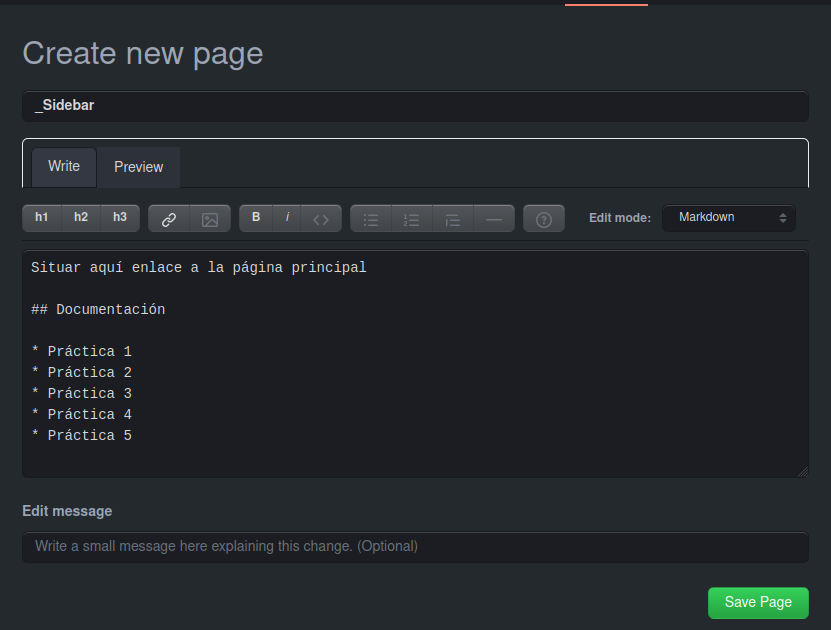 Create new page
_Sidebar
Write Preview
h1 h2 h3 B i <> ? Edit mode: Markdown
Situar aquí enlace a la página principal
## Documentación
* Práctica 1
* Práctica 2
* Práctica 3
* Práctica 4
* Práctica 5
Edit message
Write a small message here explaining this change. (Optional)
Save Page